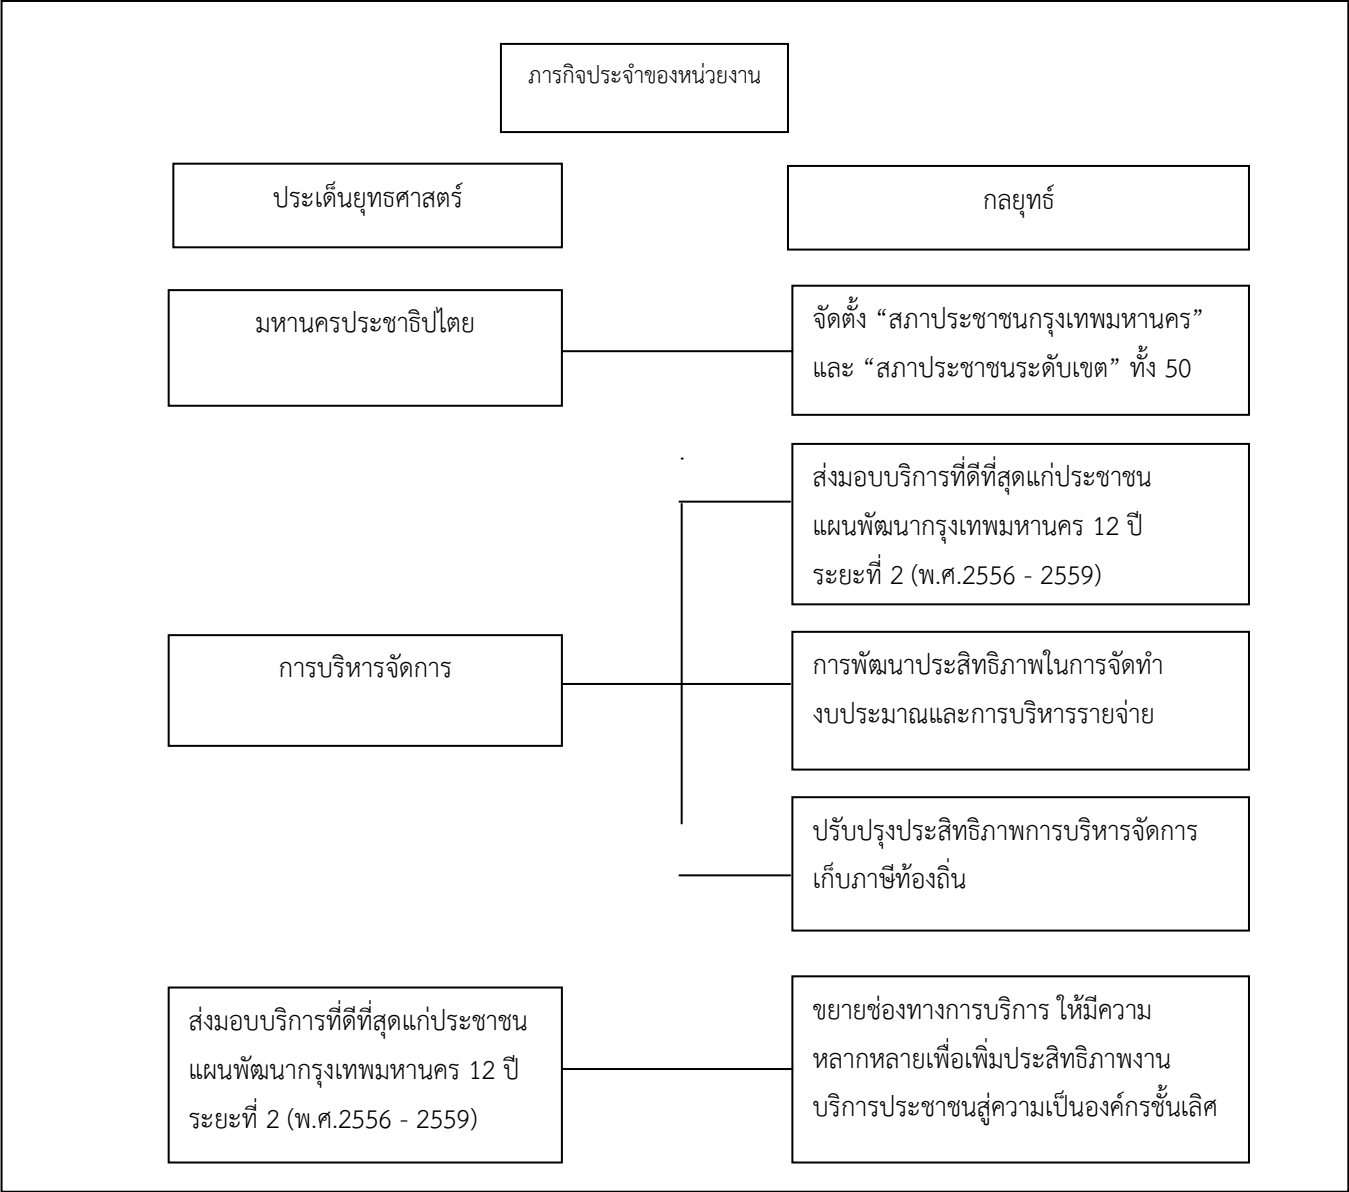 ภารกิจประจำของหน่วยงาน
ประเด็นยุทธศาสตร์
กลยุทธ์
มหานครประชาธิปไตย
จัดตั้ง “สภาประชาชนกรุงเทพมหานคร”
และ “สภาประชาชนระดับเขต” ทั้ง 50
ส่งมอบบริการที่ดีที่สุดแก่ประชาชน
แผนพัฒนากรุงเทพมหานคร 12 ปี
ระยะที่ 2 (พ.ศ.2556 - 2559)
การบริหารจัดการ
การพัฒนาประสิทธิภาพในการจัดทำ
งบประมาณและการบริหารรายจ่าย
ปรับปรุงประสิทธิภาพการบริหารจัดการ
เก็บภาษีท้องถิ่น
ส่งมอบบริการที่ดีที่สุดแก่ประชาชน
แผนพัฒนากรุงเทพมหานคร 12 ปี
ระยะที่ 2 (พ.ศ.2556 - 2559)
ขยายช่องทางการบริการ ให้มีความ
หลากหลายเพื่อเพิ่มประสิทธิภาพงาน
บริการประชาชนสู่ความเป็นองค์กรชั้นเลิศ